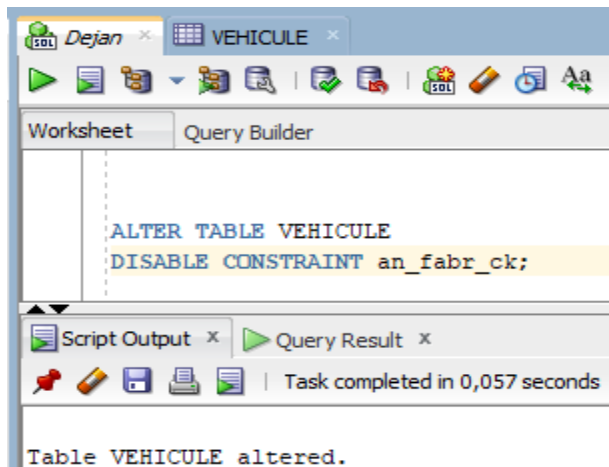 Dejan
VEHICULE
Worksheet
Query Builder
ALTER TABLE VEHICULE
DISABLE CONSTRAINT an_fabr_ck;
Script Output x
Query Result x
Task completed in 0,057 seconds
Table VEHICULE altered.